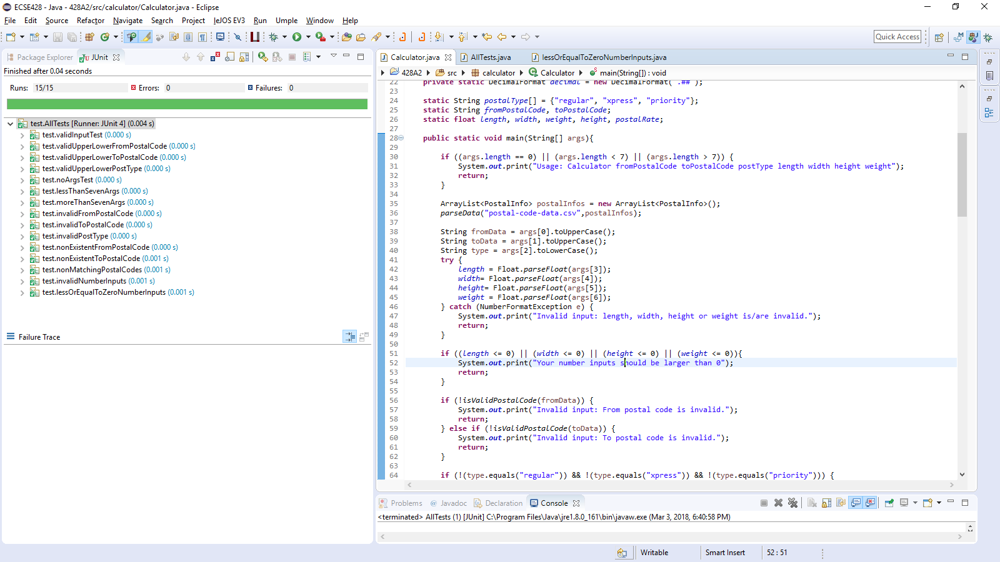 ECSE428 - Java - 428A2/src/calculator/Calculator.java - Eclipse
File Edit Source Refactor Navigate Search Project leJOS EV3 Run Umple Window Help
Quick Access
Package Explorer JUnit
Finished after 0.04 seconds
Runs: 15/15 Errors: 0 Failures: 0
test.AllTests [Runner: JUnit 4] (0.004 s)
test.validInputTest (0.000 s)
test.validUpperLowerFromPostalCode (0.000 s)
test.validUpperLowerToPostalCode (0.000 s)
test.validUpperLowerPostType (0.000 s)
test.noArgsTest (0.000 s)
test.lessThanSevenArgs (0.000 s)
test.moreThanSevenArgs (0.000 s)
test.invalidFromPostalCode (0.000 s)
test.invalidToPostalCode (0.000 s)
test.invalidPostType (0.000 s)
test.nonExistentFromPostalCode (0.000 s)
test.nonExistentToPostalCode (0.001 s)
test.nonMatchingPostalCodes (0.001 s)
test.invalidNumberInputs (0.001 s)
test.lessOrEqualToZeroNumberInputs (0.001 s)
Failure Trace
Calculator.java AllTests.java lessOrEqualToZeroNumberInputs.java
428A2 src calculator Calculator main(String[]) : void
22 private static DecimalFormat decimal = new DecimalFormat(".##");
23
24 static String postalType[] = {"regular", "xpress", "priority"};
25 static String fromPostalCode, toPostalCode;
26 static float length, width, weight, height, postalRate;
27
28 public static void main(String[] args){
29
30 if ((args.length == 0) || (args.length < 7) || (args.length > 7)) {
31 System.out.print("Usage: Calculator fromPostalCode toPostalCode postType length width height weight");
32 return;
33 }
34
35 ArrayList<PostalInfo> postalInfos = new ArrayList<PostalInfo>();
36 parseData("postal-code-data.csv",postalInfos);
37
38 String fromData = args[0].toUpperCase();
39 String toData = args[1].toUpperCase();
40 String type = args[2].toLowerCase();
41 try {
42 length = Float.parseFloat(args[3]);
43 width= Float.parseFloat(args[4]);
44 height= Float.parseFloat(args[5]);
45 weight = Float.parseFloat(args[6]);
46 } catch (NumberFormatException e) {
47 System.out.print("Invalid input: length, width, height or weight is/are invalid.");
48 return;
49 }
50
51 if ((length <= 0) || (width <= 0) || (height <= 0) || (weight <= 0)){
52 System.out.print("Your number inputs should be larger than 0");
53 return;
54 }
55
56 if (!isValidPostalCode(fromData)) {
57 System.out.print("Invalid input: From postal code is invalid.");
58 return;
59 } else if (!isValidPostalCode(toData)) {
60 System.out.print("Invalid input: To postal code is invalid.");
61 return;
62 }
63
64 if (!(type.equals("regular")) && !(type.equals("xpress")) && !(type.equals("priority"))) {
Problems Javadoc Declaration Console
<terminated> AllTests (1) [JUnit] C:\Program Files\Java\jre1.8.0_161\bin\javaw.exe (Mar 3, 2018, 6:40:58 PM)
Writable Smart Insert 52 : 51